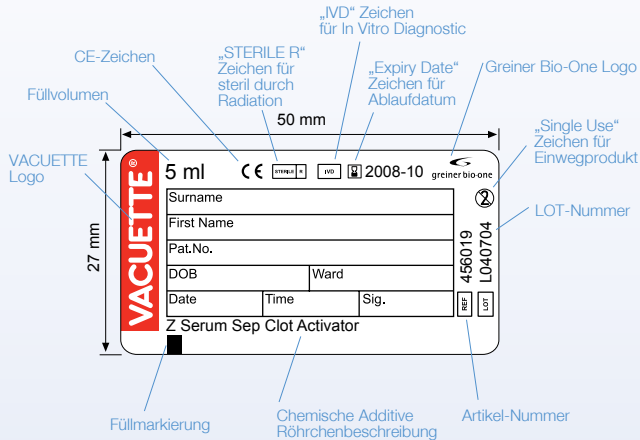 „IVD“ Zeichen
für In Vitro Diagnostic
CE-Zeichen
„STERILE R“
Zeichen für
steril durch
Radiation
„Expiry Date“
Zeichen für
Ablaufdatum
Greiner Bio-One Logo
Füllvolumen
50 mm
„Single Use“
Zeichen für
Einwegprodukt
VACUETTE
Logo
27 mm
VACUETTE®
5 ml
CE
STERILE R
IVD
2008-10
greiner bio-one
2
LOT-Nummer
Surname
First Name
Pat.No.
DOB Ward
Date Time Sig.
REF 456019
LOT L040704
Z Serum Sep Clot Activator
Füllmarkierung
Chemische Additive
Röhrchenbeschreibung
Artikel-Nummer